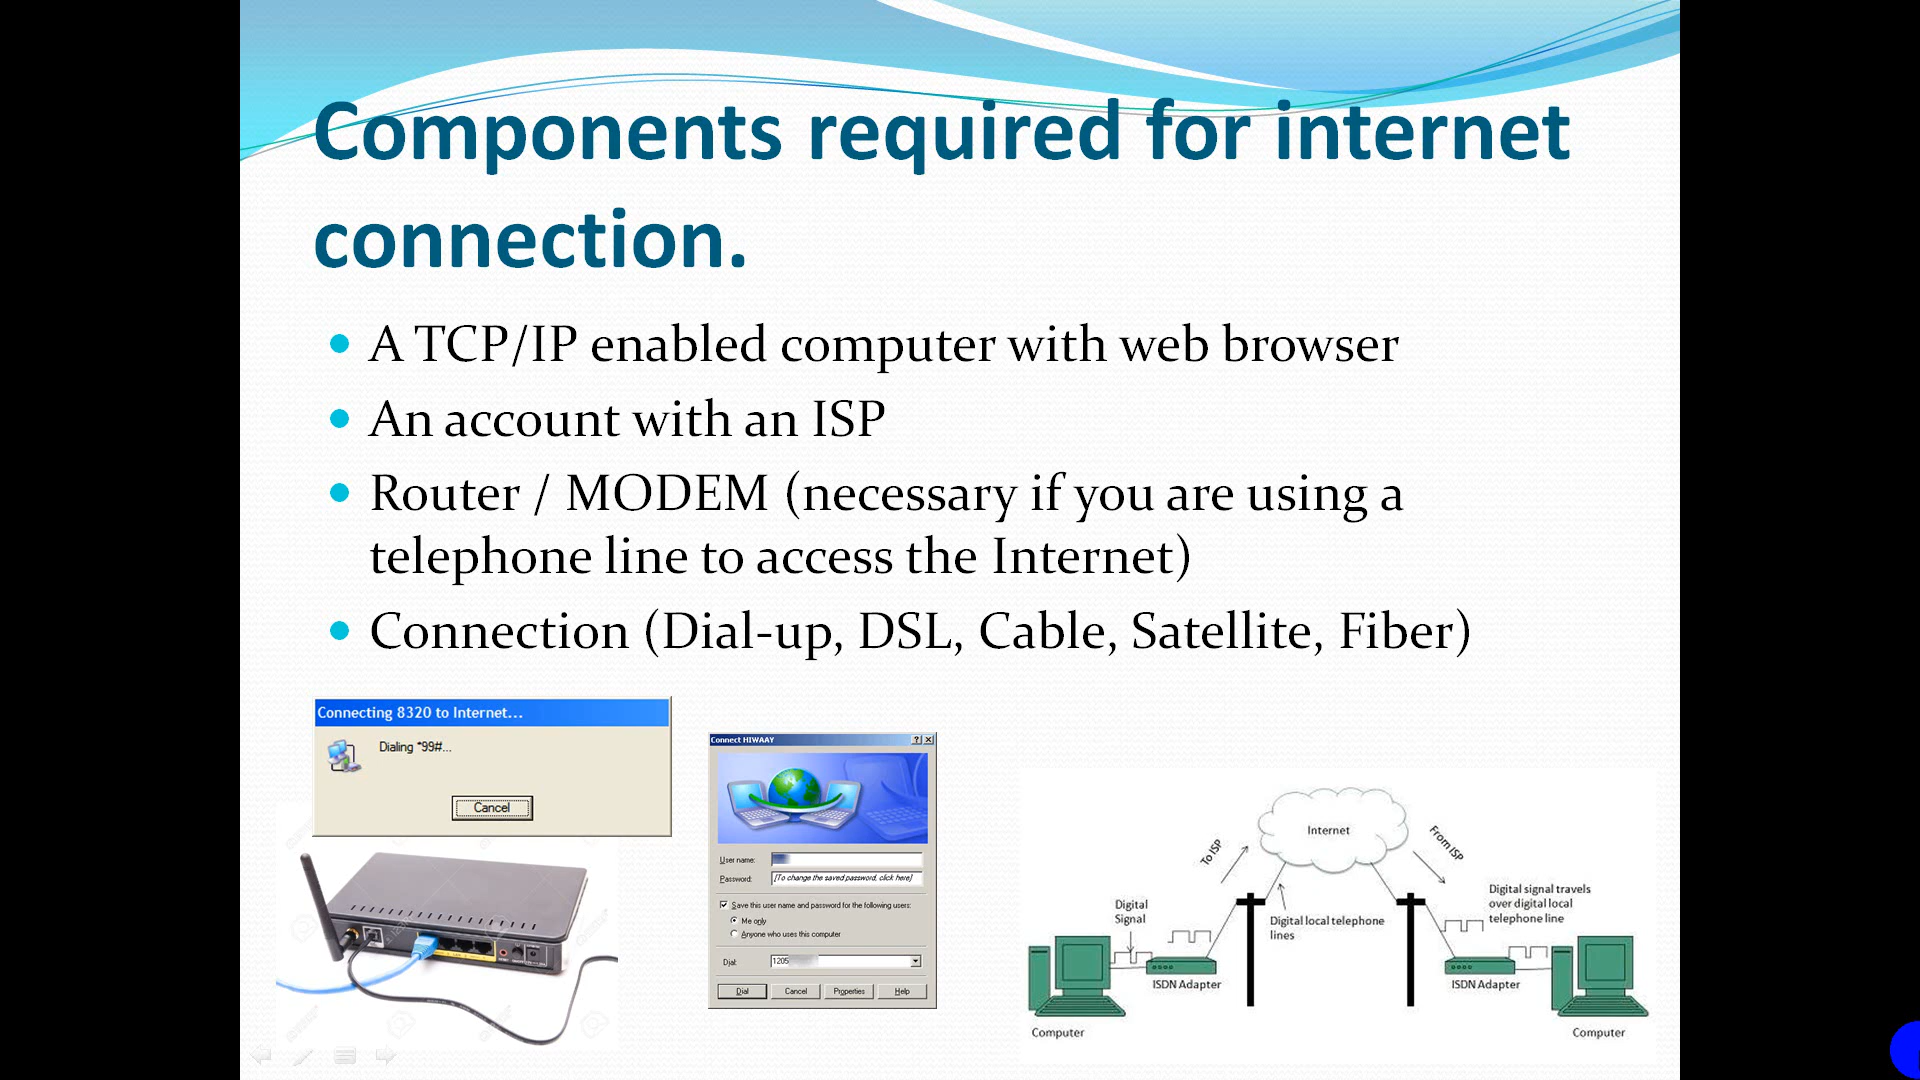 Components required for internet
connection.
A TCP/IP enabled computer with web browser
An account with an ISP
Router / MODEM (necessary if you are using a
telephone line to access the Internet)
Connection (Dial-up, DSL, Cable, Satellite, Fiber)
Connecting 8320 to Internet...
Dialing *99#...
Cancel
Connect HIWAAY
User name:
Password: [To change the saved password, click here]
Save this user name and password for the following users:
Me only
Anyone who uses this computer
Dial: 1205
Dial Cancel Properties Help
Internet
To ISP
From ISP
Digital
Signal
Digital local telephone
lines
Digital signal travels
over digital local
telephone line
ISDN Adapter
ISDN Adapter
Computer
Computer